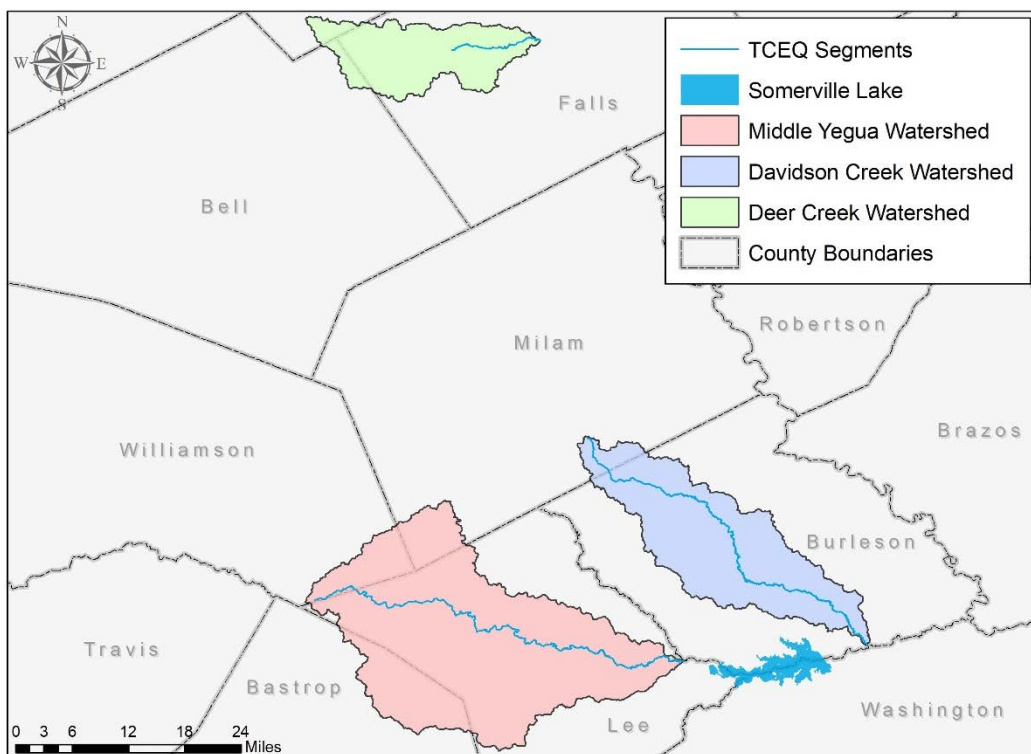 N
W E
S
TCEQ Segments
Somerville Lake
Middle Yegua Watershed
Davidson Creek Watershed
Deer Creek Watershed
County Boundaries
Falls
Bell
Robertson
Milam
Brazos
Williamson
Burleson
Travis
Bastrop
Lee
Washington
0 3 6 12 18 24
Miles